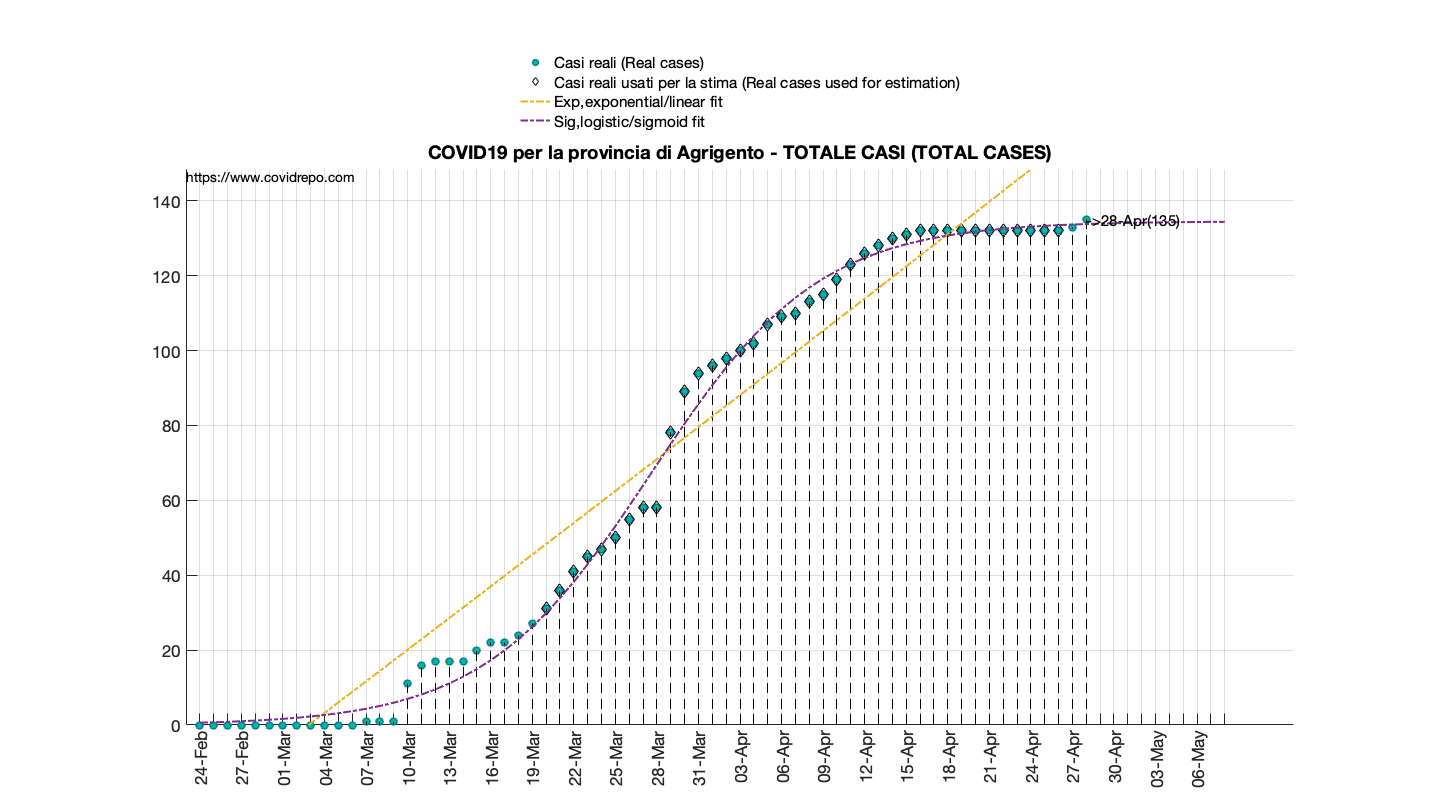 Casi reali (Real cases)
Casi reali usati per la stima (Real cases used for estimation)
Exp,exponential/linear fit
Sig,logistic/sigmoid fit
COVID19 per la provincia di Agrigento - TOTALE CASI (TOTAL CASES)
https://www.covidrepo.com
140
120
100
80
60
40
20
0
->28-Apr(135)
24-Feb
27-Feb
01-Mar
04-Mar
07-Mar
10-Mar
13-Mar
16-Mar
19-Mar
22-Mar
25-Mar
28-Mar
31-Mar
03-Apr
06-Apr
09-Apr
12-Apr
15-Apr
18-Apr
21-Apr
24-Apr
27-Apr
30-Apr
03-May
06-May